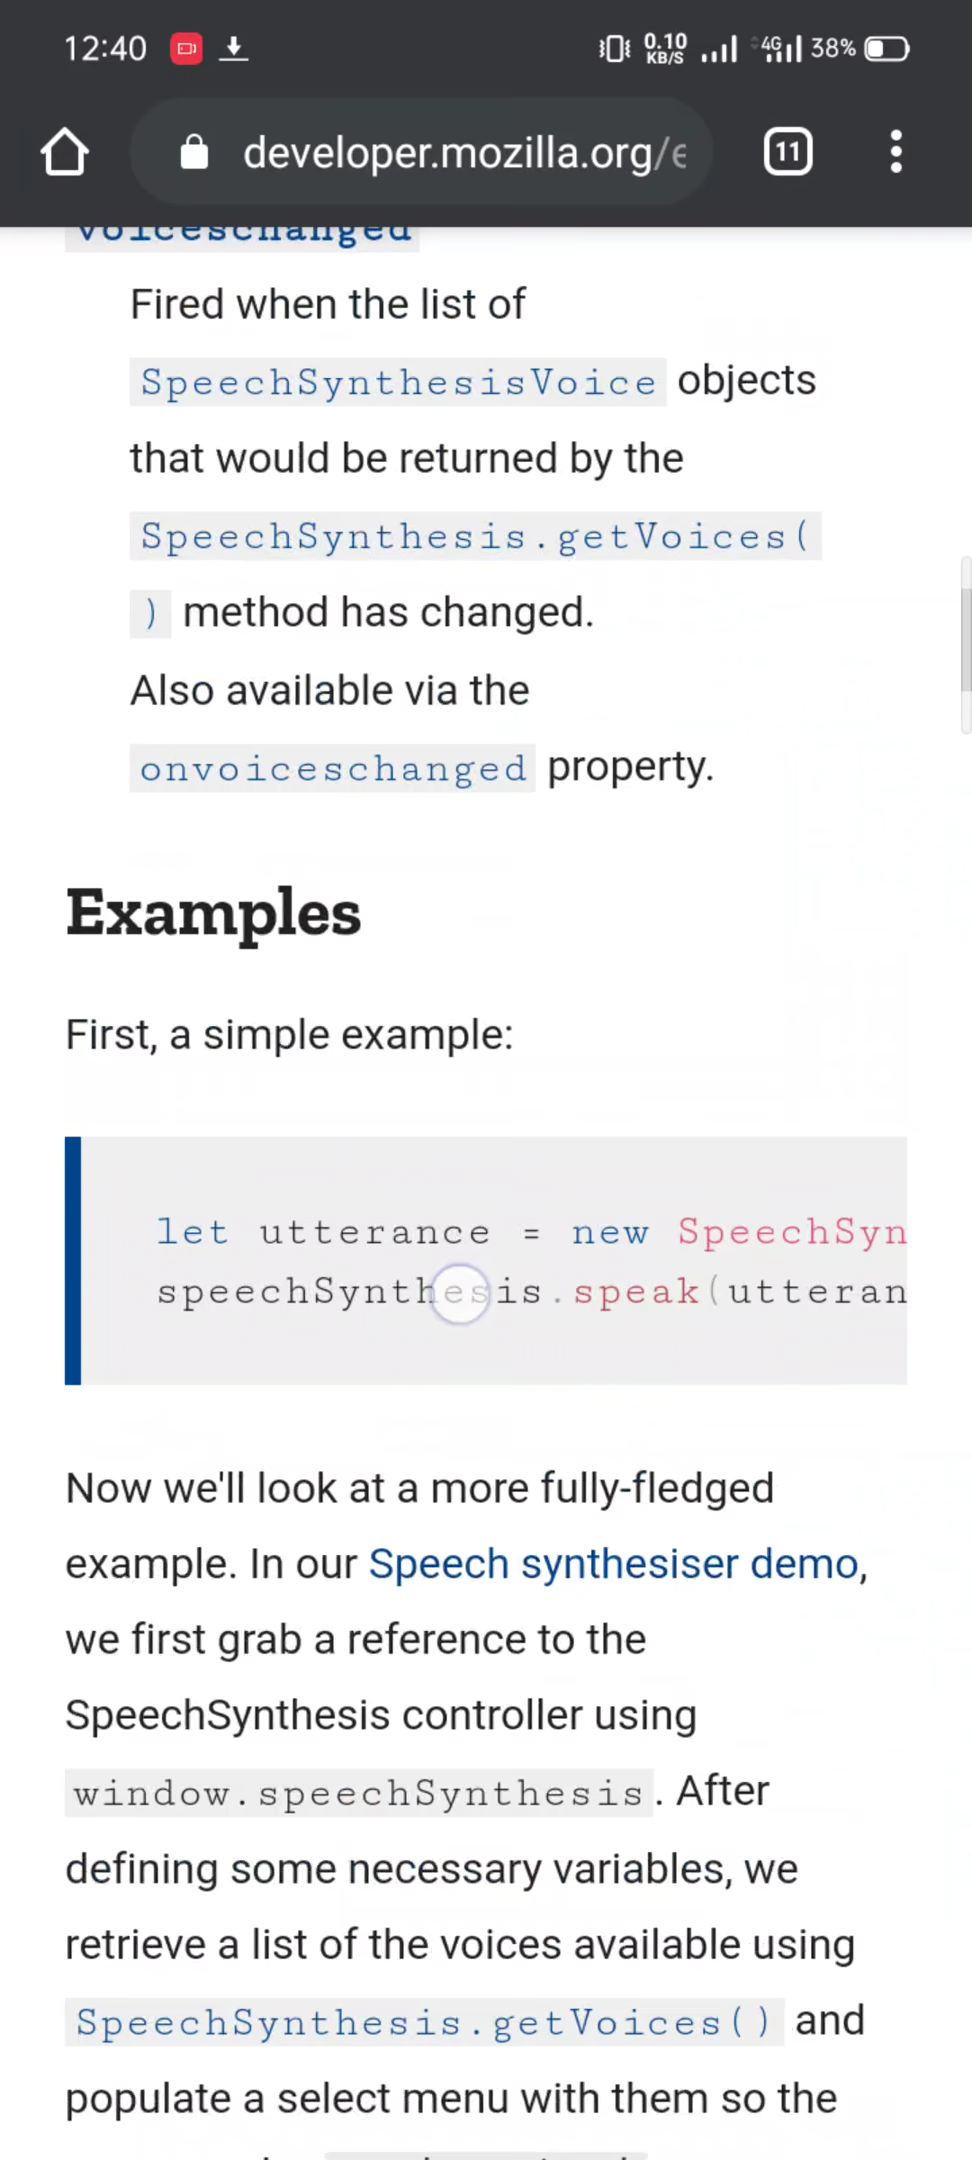 12:40 0.10 KB/S 4G 38%
developer.mozilla.org/e 11
voiceschanged
Fired when the list of
SpeechSynthesisVoice objects
that would be returned by the
SpeechSynthesis.getVoices(
) method has changed.
Also available via the
onvoiceschanged property.
Examples
First, a simple example:
let utterance = new SpeechSyn
speechSynthesis.speak(utteran
Now we'll look at a more fully-fledged
example. In our Speech synthesiser demo,
we first grab a reference to the
SpeechSynthesis controller using
window.speechSynthesis. After
defining some necessary variables, we
retrieve a list of the voices available using
SpeechSynthesis.getVoices() and
populate a select menu with them so the